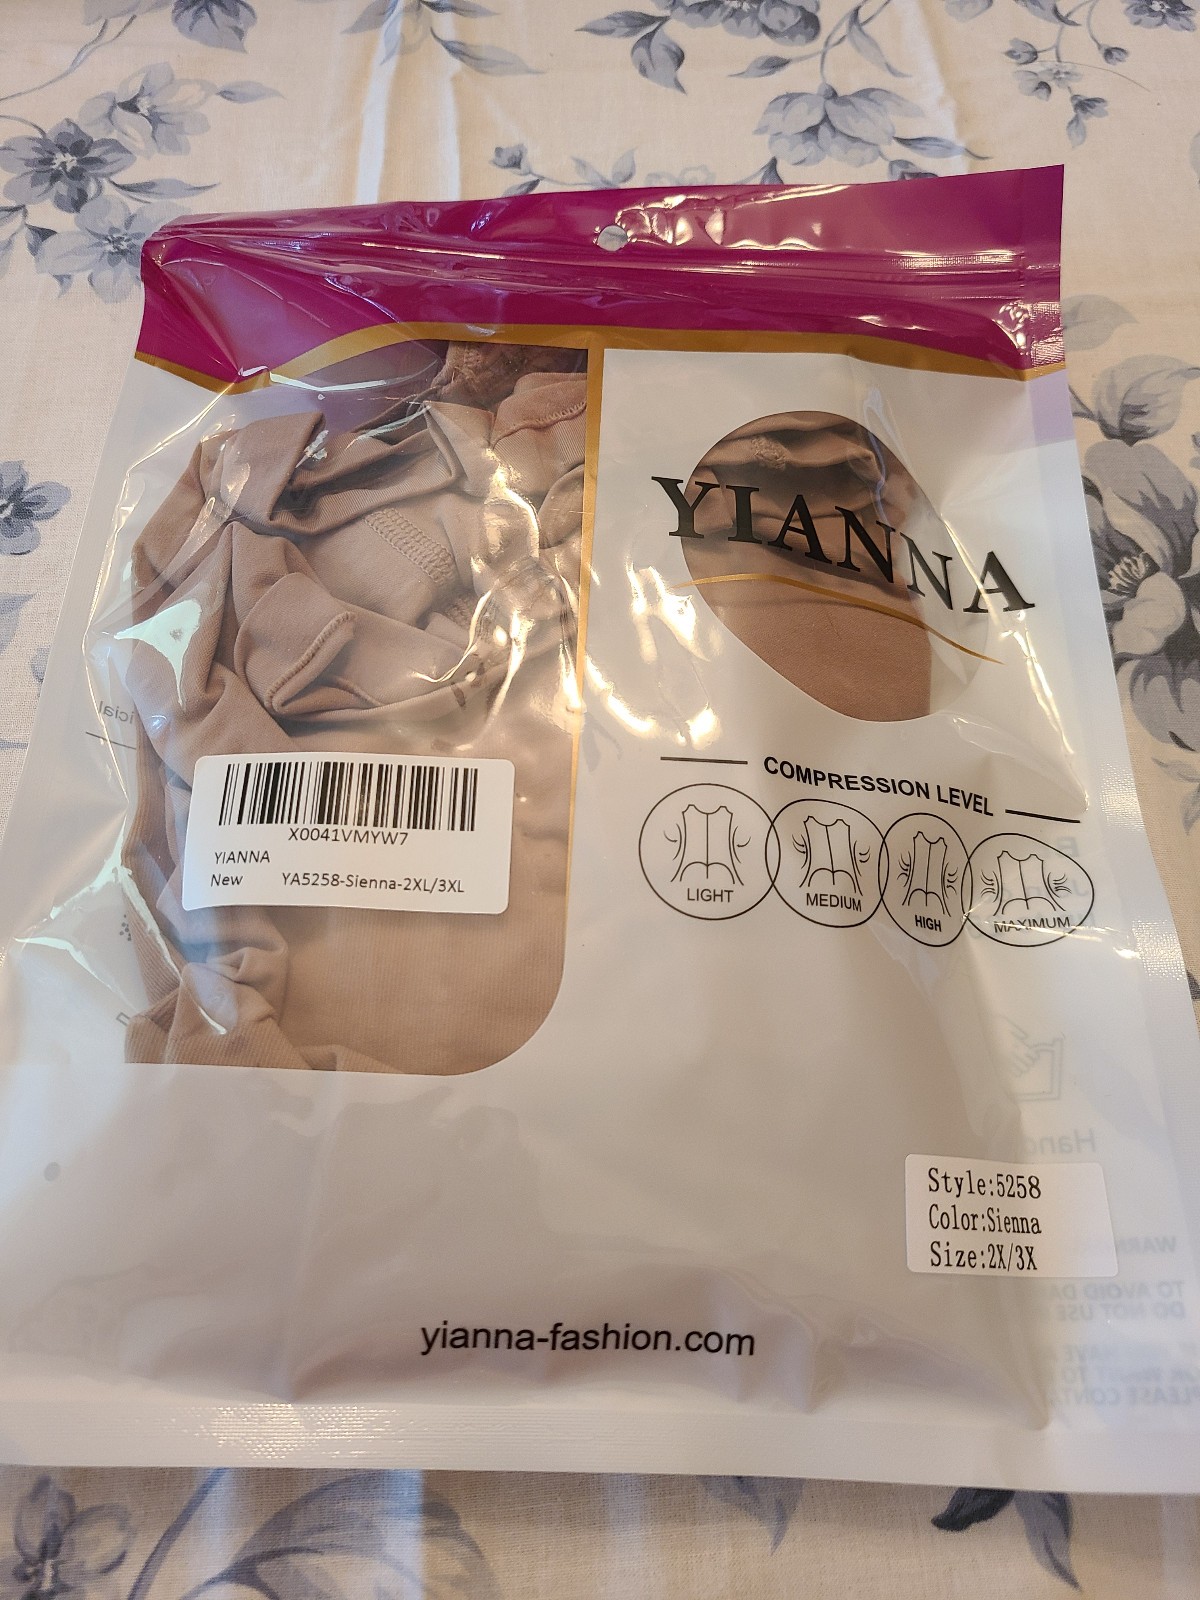 YIANNA
COMPRESSION LEVEL
LIGHT
MEDIUM
HIGH
MAXIMUM
X0041VMYW7
YIANNA
New YA5258-Sienna-2XL/3XL
Style:5258
Color:Sienna
Size:2X/3X
yianna-fashion.com